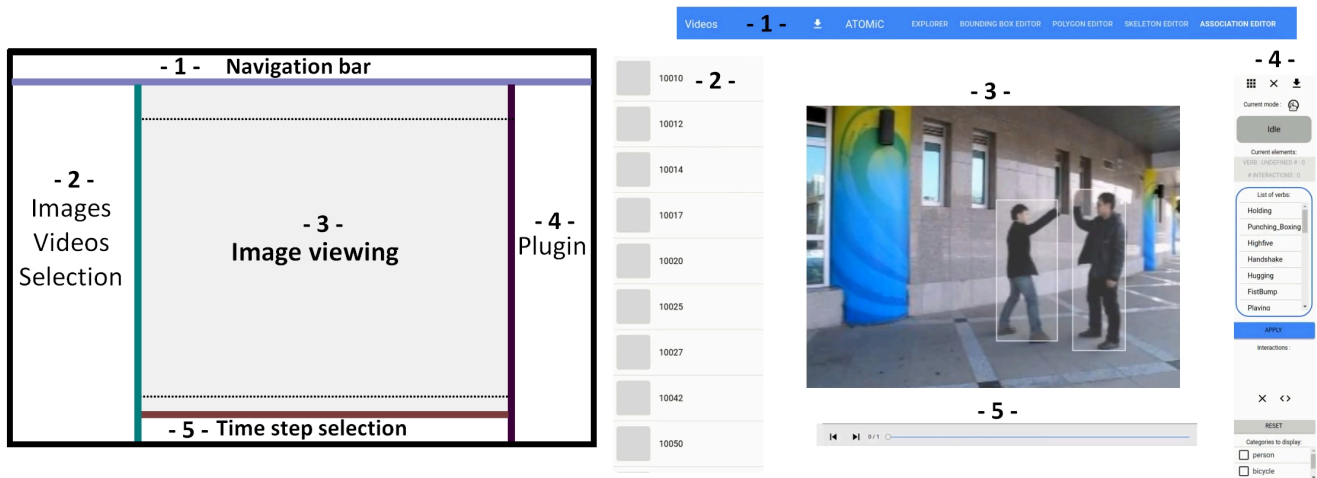 - 1 - Navigation bar
- 2 -
Images
Videos
Selection
- 3 -
Image viewing
- 4 -
Plugin
- 5 - Time step selection
Videos - 1 - ATOMiC EXPLORER BOUNDING BOX EDITOR POLYGON EDITOR SKELETON EDITOR ASSOCIATION EDITOR
10010 - 2 -
10012
10014
10017
10020
10025
10027
10042
10050
- 3 -
- 5 -
0 / 1
- 4 -
Current mode :
Idle
Current elements:
VERB : UNDEFINED # : 0
# INTERACTIONS : 0
List of verbs:
Holding
Punching_Boxing
Highfive
Handshake
Hugging
FistBump
Playing
APPLY
Interactions :
RESET
Categories to display:
person
bicycle